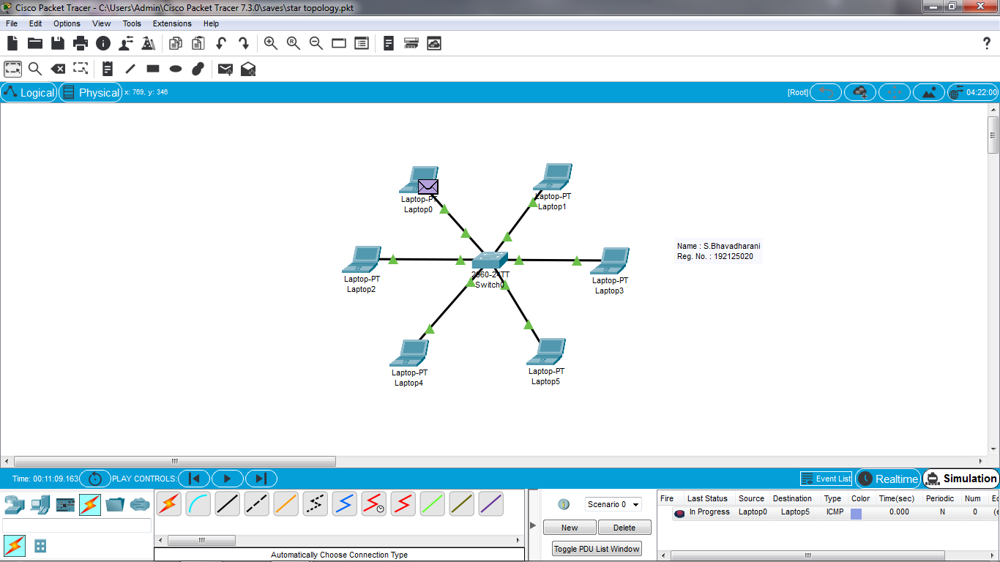 Cisco Packet Tracer - C:\Users\Admin\Cisco Packet Tracer 7.3.0\saves\star topology.pkt
File Edit Options View Tools Extensions Help
?
Logical Physical x: 769, y: 346 [Root] 04:22:00
Laptop-PT
Laptop0
Laptop-PT
Laptop1
Name : S.Bhavadharani
Reg. No. : 192125020
Laptop-PT
Laptop2
2960-24TT
Switch0
Laptop-PT
Laptop3
Laptop-PT
Laptop4
Laptop-PT
Laptop5
Time: 00:11:09.163 PLAY CONTROLS: Event List Realtime Simulation
Scenario 0
New Delete
Toggle PDU List Window
Fire Last Status Source Destination Type Color Time(sec) Periodic Num
In Progress Laptop0 Laptop5 ICMP 0.000 N 0
Automatically Choose Connection Type